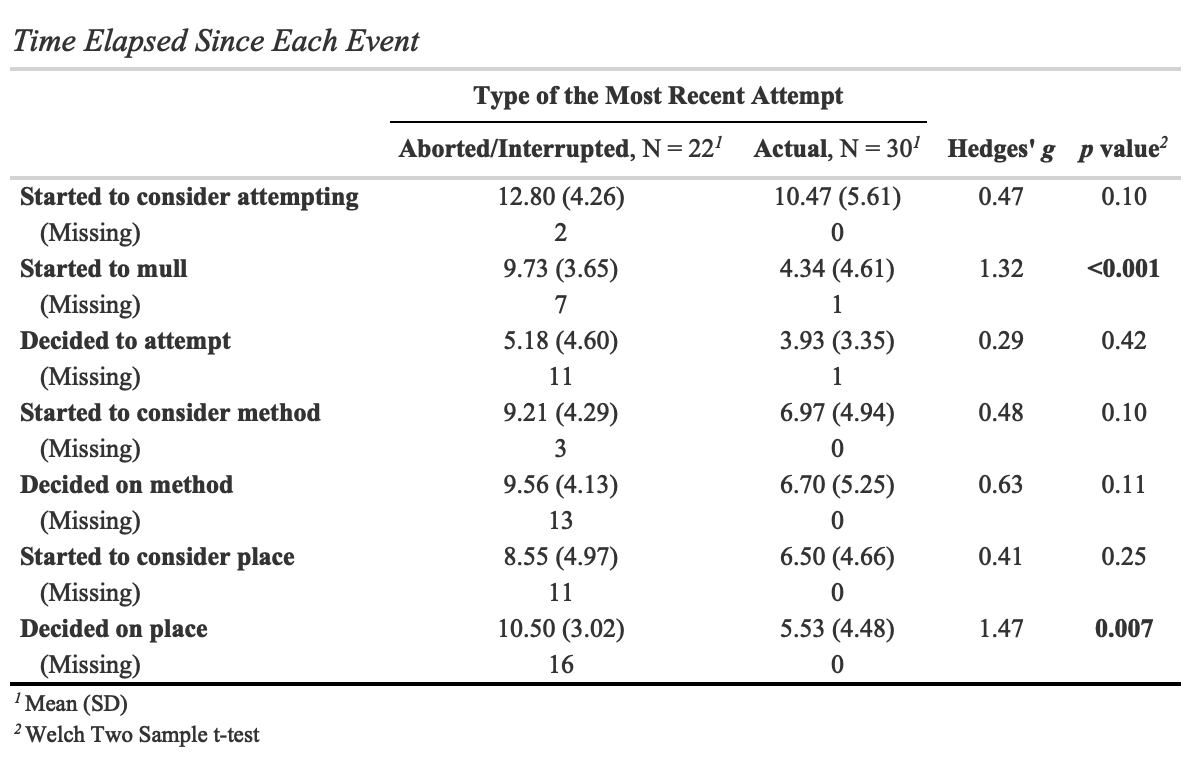 Time Elapsed Since Each Event
Type of the Most Recent Attempt
Aborted/Interrupted, N = 22¹ Actual, N = 30¹ Hedges' g p value²
Started to consider attempting 12.80 (4.26) 10.47 (5.61) 0.47 0.10
(Missing) 2 0
Started to mull 9.73 (3.65) 4.34 (4.61) 1.32 <0.001
(Missing) 7 1
Decided to attempt 5.18 (4.60) 3.93 (3.35) 0.29 0.42
(Missing) 11 1
Started to consider method 9.21 (4.29) 6.97 (4.94) 0.48 0.10
(Missing) 3 0
Decided on method 9.56 (4.13) 6.70 (5.25) 0.63 0.11
(Missing) 13 0
Started to consider place 8.55 (4.97) 6.50 (4.66) 0.41 0.25
(Missing) 11 0
Decided on place 10.50 (3.02) 5.53 (4.48) 1.47 0.007
(Missing) 16 0
¹ Mean (SD)
² Welch Two Sample t-test